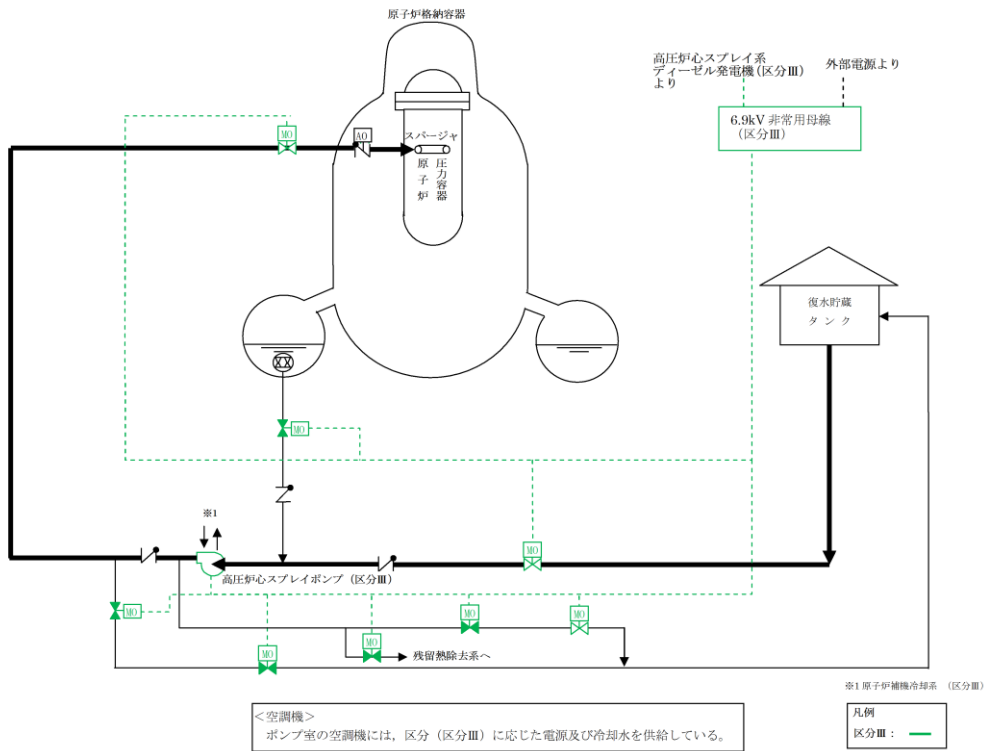 原子炉格納容器
高圧炉心スプレイ系
ディーゼル発電機(区分Ⅲ)
より
外部電源より
6.9kV 非常用母線
(区分Ⅲ)
MO
AO
スパージャ
原子炉
圧力容器
復水貯蔵
タンク
MO
※1
MO
高圧炉心スプレイポンプ（区分Ⅲ）
MO
MO
MO
MO
MO
残留熱除去系へ
※1 原子炉補機冷却系 （区分Ⅲ）
＜空調機＞
ポンプ室の空調機には，区分（区分Ⅲ）に応じた電源及び冷却水を供給している。
凡例
区分Ⅲ：